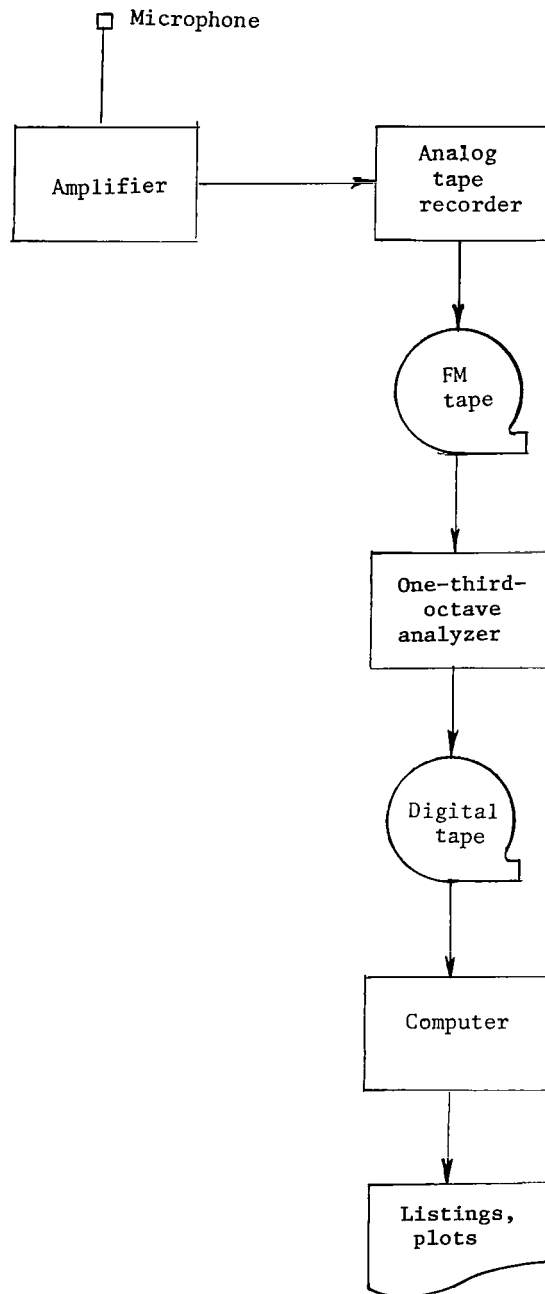 Microphone
Amplifier
Analog
tape
recorder
FM
tape
One-third-
octave
analyzer
Digital
tape
Computer
Listings,
plots